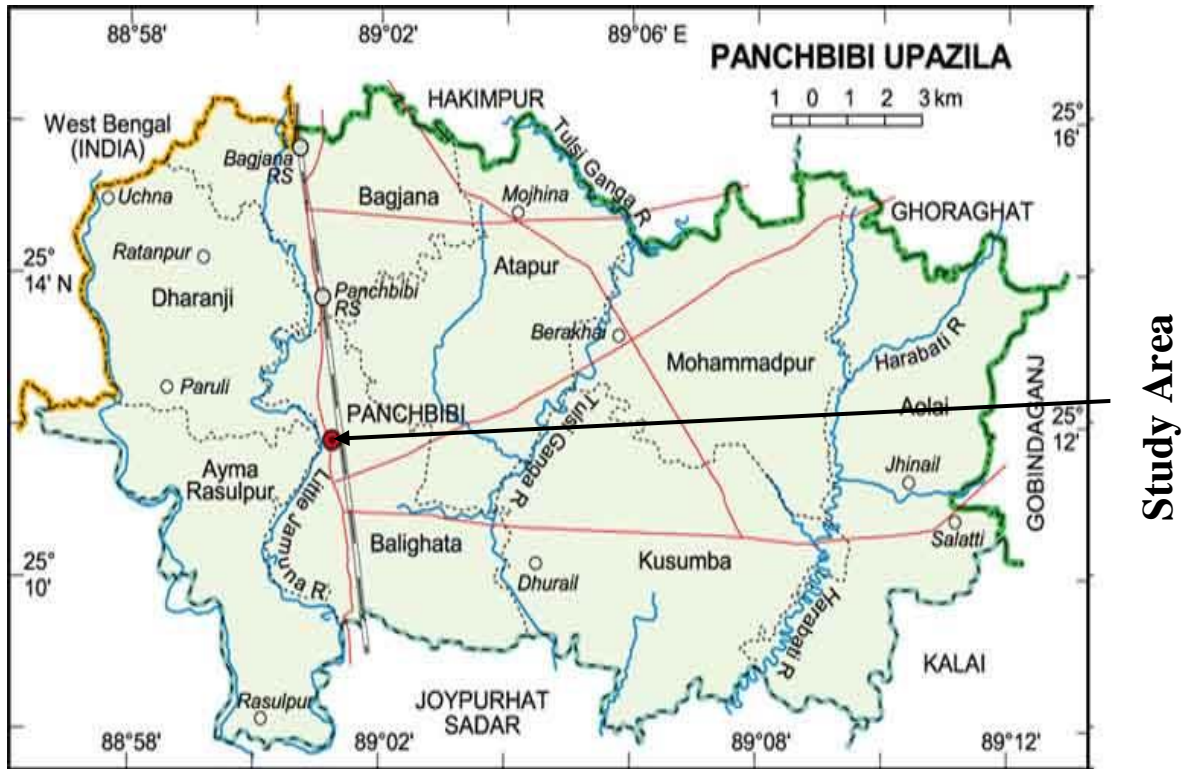 88°58'
89°02'
89°06' E
PANCHBIBI UPAZILA
1 0 1 2 3 km
HAKIMPUR
West Bengal
(INDIA)
25°
16'
Tulsi Ganga R
Bagjana
RS
Uchna
Bagjana
Mojhina
GHORAGHAT
Ratanpur
25°
14' N
Atapur
Dharanji
Panchbibi
RS
Berakhai
Mohammadpur
Harabati R
Paruli
PANCHBIBI
Aolai
25°
12'
Study Area
Tulsi Ganga R
Ayma
Rasulpur
Little Jamuna R
Jhinail
GOBINDAGANJ
Salatti
Balighata
Kusumba
25°
10'
Dhurail
Harabati R
KALAI
Rasulpur
JOYPURHAT
SADAR
88°58'
89°02'
89°08'
89°12'